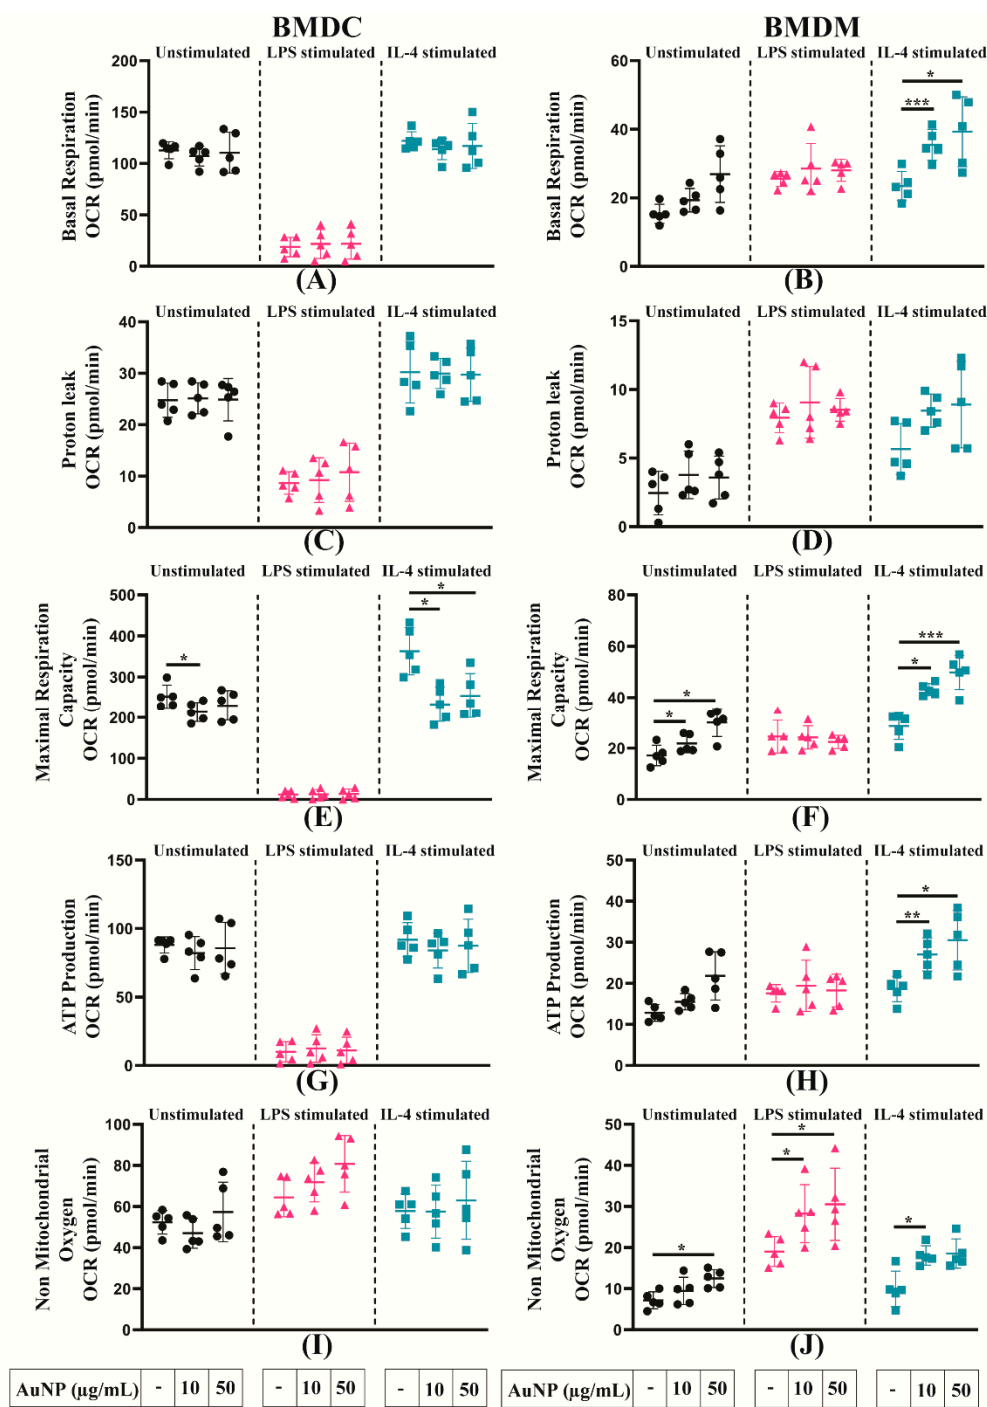 BMDC
BMDM
Unstimulated LPS stimulated IL-4 stimulated
Basal Respiration
OCR (pmol/min)
200
150
100
50
0
(A)
Unstimulated LPS stimulated IL-4 stimulated
Basal Respiration
OCR (pmol/min)
60
40
20
0
*
***
(B)
Unstimulated LPS stimulated IL-4 stimulated
Proton leak
OCR (pmol/min)
40
30
20
10
0
(C)
Unstimulated LPS stimulated IL-4 stimulated
Proton leak
OCR (pmol/min)
15
10
5
0
(D)
Unstimulated LPS stimulated IL-4 stimulated
Maximal Respiration
Capacity
OCR (pmol/min)
500
400
300
200
100
0
*
*
*
(E)
Unstimulated LPS stimulated IL-4 stimulated
Maximal Respiration
Capacity
OCR (pmol/min)
80
60
40
20
0
*
*
***
*
(F)
Unstimulated LPS stimulated IL-4 stimulated
ATP Production
OCR (pmol/min)
150
100
50
0
(G)
Unstimulated LPS stimulated IL-4 stimulated
ATP Production
OCR (pmol/min)
50
40
30
20
10
0
*
**
(H)
Unstimulated LPS stimulated IL-4 stimulated
Non Mitochondrial
Oxygen
OCR (pmol/min)
100
80
60
40
20
0
(I)
Unstimulated LPS stimulated IL-4 stimulated
Non Mitochondrial
Oxygen
OCR (pmol/min)
50
40
30
20
10
0
*
*
*
*
(J)
AuNP (µg/mL) - 10 50 - 10 50 - 10 50
AuNP (µg/mL) - 10 50 - 10 50 - 10 50